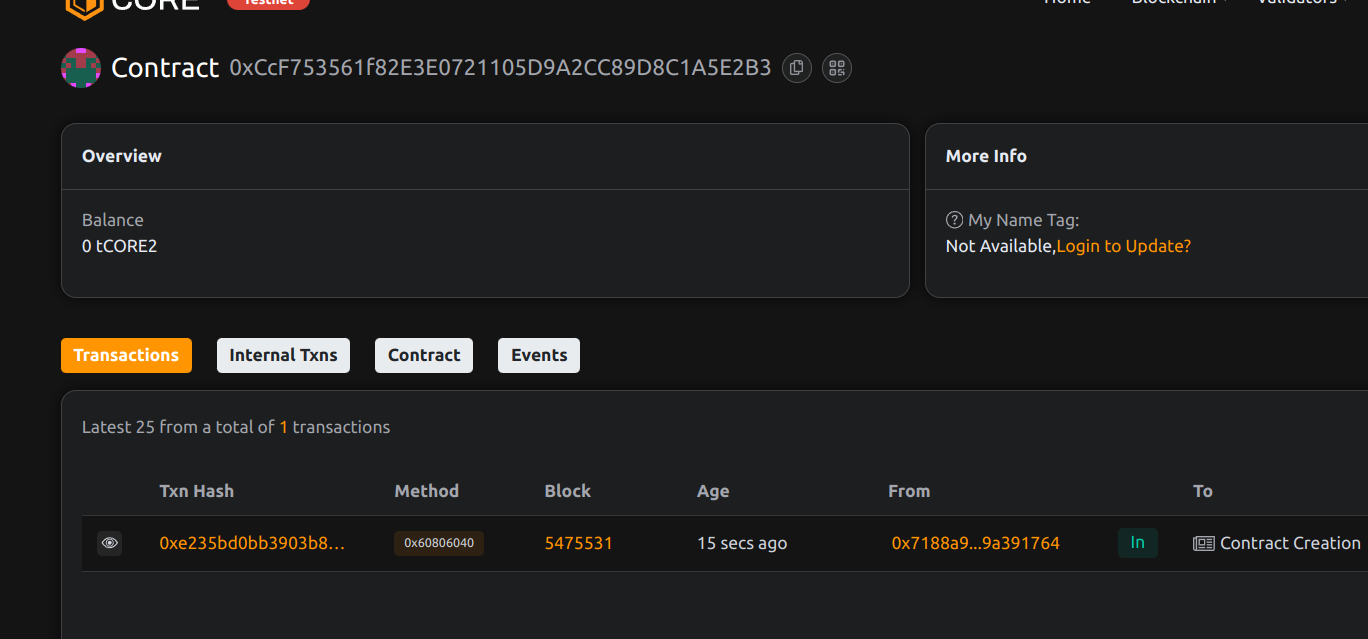 CORE Testnet Home Blockchain Validators
Contract 0xCcF753561f82E3E0721105D9A2CC89D8C1A5E2B3
Overview
Balance
0 tCORE2
More Info
My Name Tag:
Not Available,Login to Update?
Transactions Internal Txns Contract Events
Latest 25 from a total of 1 transactions
Txn Hash Method Block Age From To
0xe235bd0bb3903b8... 0x60806040 5475531 15 secs ago 0x7188a9...9a391764 In Contract Creation